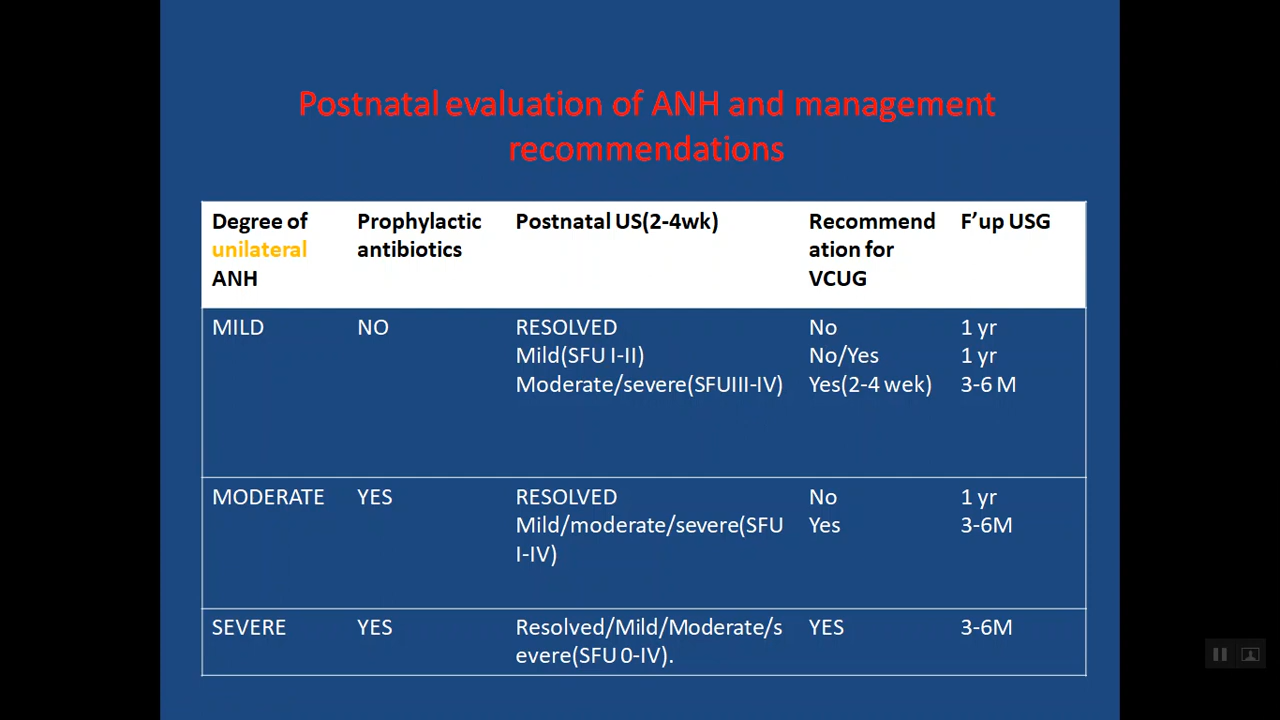 Postnatal evaluation of ANH and management
recommendations
Degree of
unilateral
ANH
Prophylactic
antibiotics
Postnatal US(2-4wk)
Recommend
ation for
VCUG
F’up USG
MILD
NO
RESOLVED
Mild(SFU I-II)
Moderate/severe(SFUIII-IV)
No
No/Yes
Yes(2-4 wek)
1 yr
1 yr
3-6 M
MODERATE
YES
RESOLVED
Mild/moderate/severe(SFU
I-IV)
No
Yes
1 yr
3-6M
SEVERE
YES
Resolved/Mild/Moderate/s
evere(SFU 0-IV).
YES
3-6M